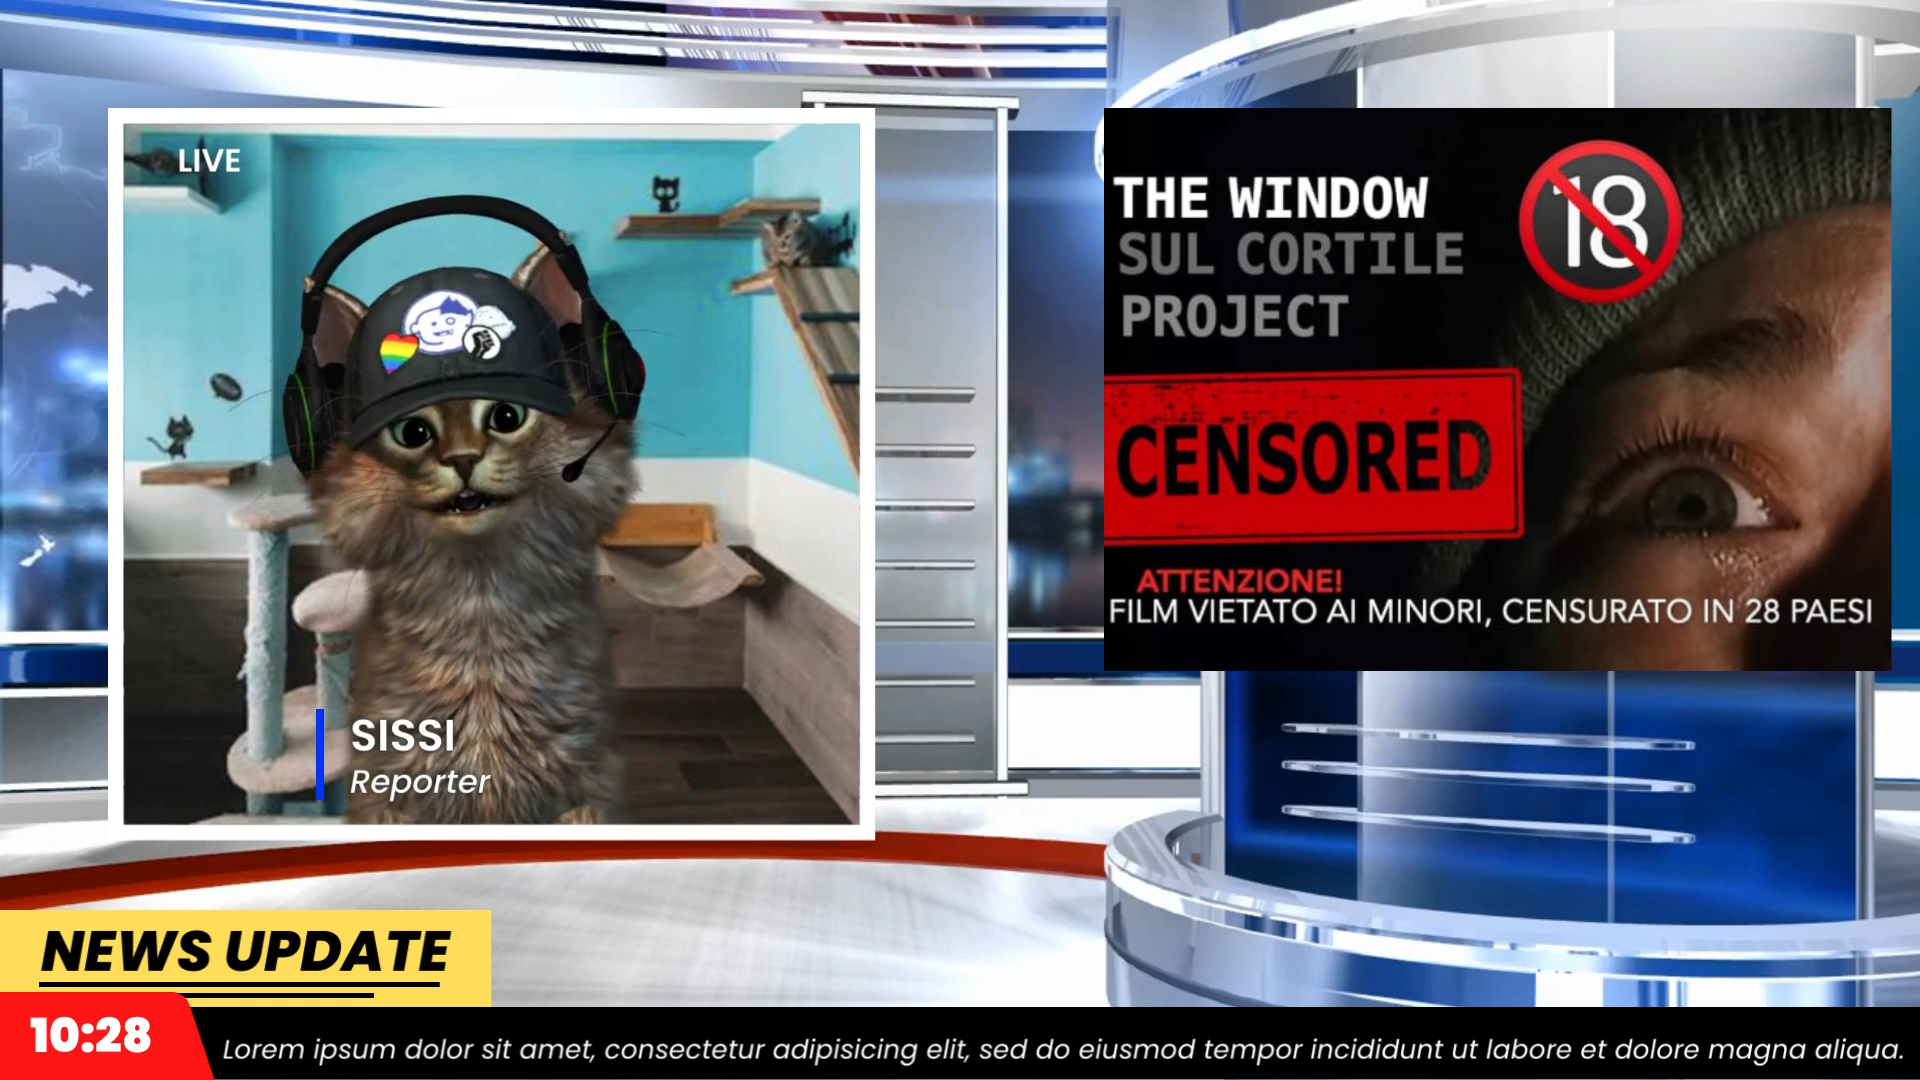 LIVE
SISSI
Reporter
THE WINDOW
SUL CORTILE
PROJECT
18
CENSORED
ATTENZIONE!
FILM VIETATO AI MINORI, CENSURATO IN 28 PAESI
NEWS UPDATE
10:28
Lorem ipsum dolor sit amet, consectetur adipisicing elit, sed do eiusmod tempor incididunt ut labore et dolore magna aliqua.